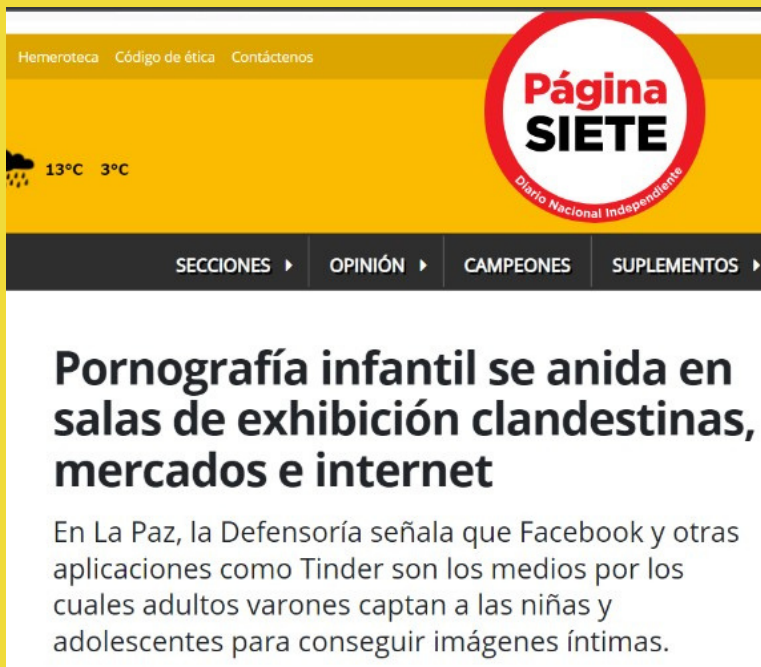 Hemeroteca Código de ética Contáctenos
Página
SIETE
Diario Nacional Independiente
13°C 3°C
SECCIONES OPINIÓN CAMPEONES SUPLEMENTOS
Pornografía infantil se anida en
salas de exhibición clandestinas,
mercados e internet
En La Paz, la Defensoría señala que Facebook y otras
aplicaciones como Tinder son los medios por los
cuales adultos varones captan a las niñas y
adolescentes para conseguir imágenes íntimas.